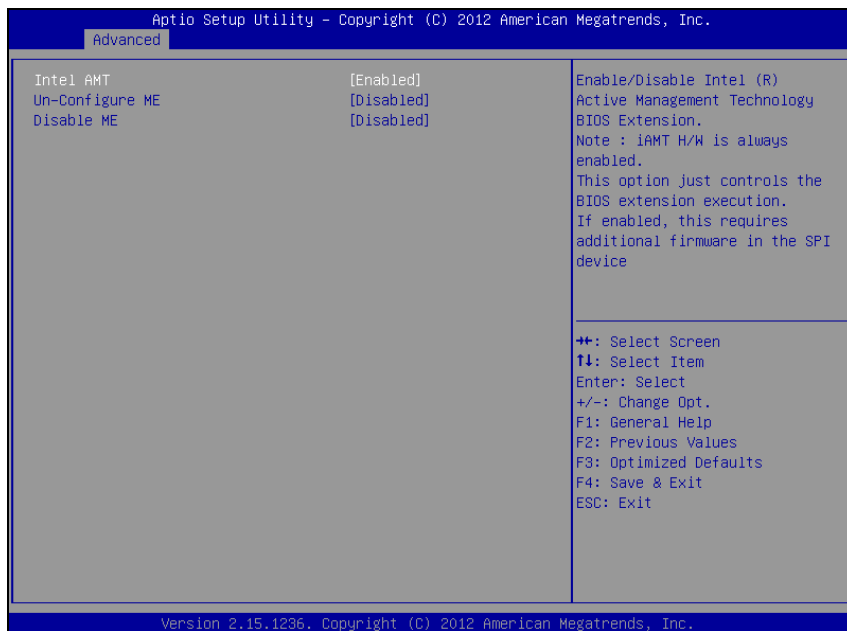 Aptio Setup Utility – Copyright (C) 2012 American Megatrends, Inc.
Advanced
Intel AMT [Enabled]
Un-Configure ME [Disabled]
Disable ME [Disabled]
Enable/Disable Intel (R)
Active Management Technology
BIOS Extension.
Note : iAMT H/W is always
enabled.
This option just controls the
BIOS extension execution.
If enabled, this requires
additional firmware in the SPI
device
→←: Select Screen
↑↓: Select Item
Enter: Select
+/-: Change Opt.
F1: General Help
F2: Previous Values
F3: Optimized Defaults
F4: Save & Exit
ESC: Exit
Version 2.15.1236. Copyright (C) 2012 American Megatrends, Inc.